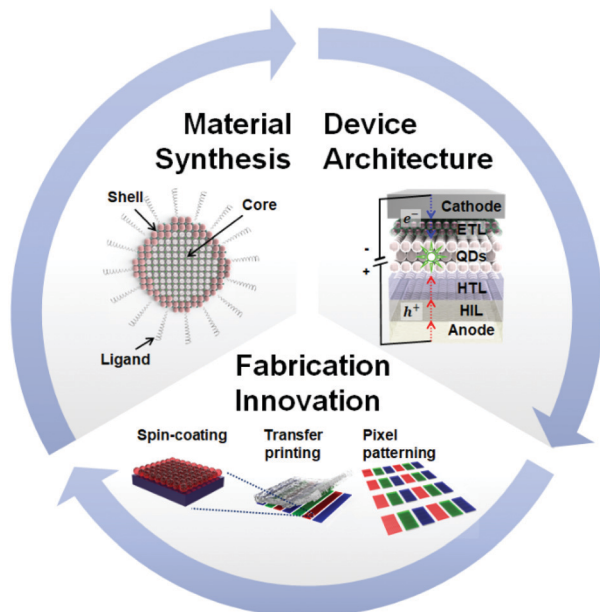 Material
Synthesis
Shell
Core
Ligand
Device
Architecture
Cathode
e⁻
ETL
-
QDs
+
HTL
h⁺
HIL
Anode
Fabrication
Innovation
Spin-coating
Transfer
printing
Pixel
patterning